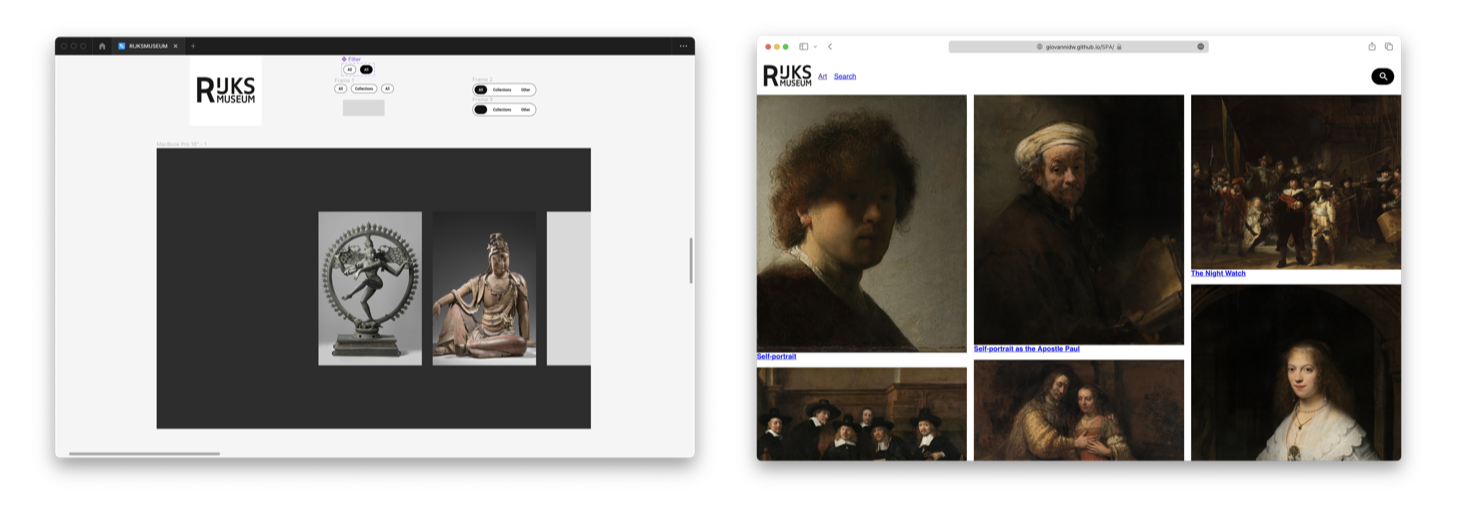 RIJKSMUSEUM
Filter
All All
Frame 1
All Collections All
Frame 2
All Collections Other
Frame 3
Collections Other
RIJKS
MUSEUM
MacBook Pro 16" - 1
giovannidw.github.io/SPA/
RIJKS
MUSEUM
Art Search
Self-portrait
Self-portrait as the Apostle Paul
The Night Watch